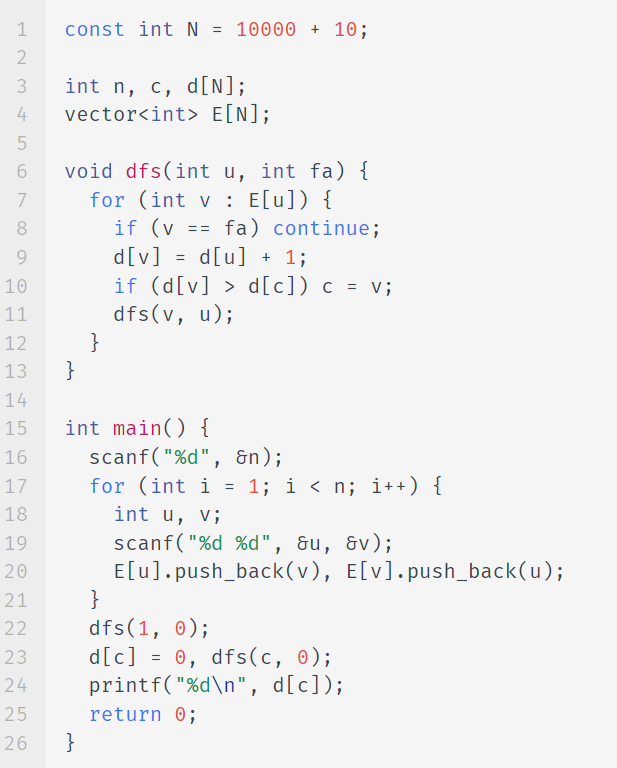 1 const int N = 10000 + 10;
2
3 int n, c, d[N];
4 vector<int> E[N];
5
6 void dfs(int u, int fa) {
7   for (int v : E[u]) {
8     if (v == fa) continue;
9     d[v] = d[u] + 1;
10     if (d[v] > d[c]) c = v;
11     dfs(v, u);
12   }
13 }
14
15 int main() {
16   scanf("%d", &n);
17   for (int i = 1; i < n; i++) {
18     int u, v;
19     scanf("%d %d", &u, &v);
20     E[u].push_back(v), E[v].push_back(u);
21   }
22   dfs(1, 0);
23   d[c] = 0, dfs(c, 0);
24   printf("%d\n", d[c]);
25   return 0;
26 }